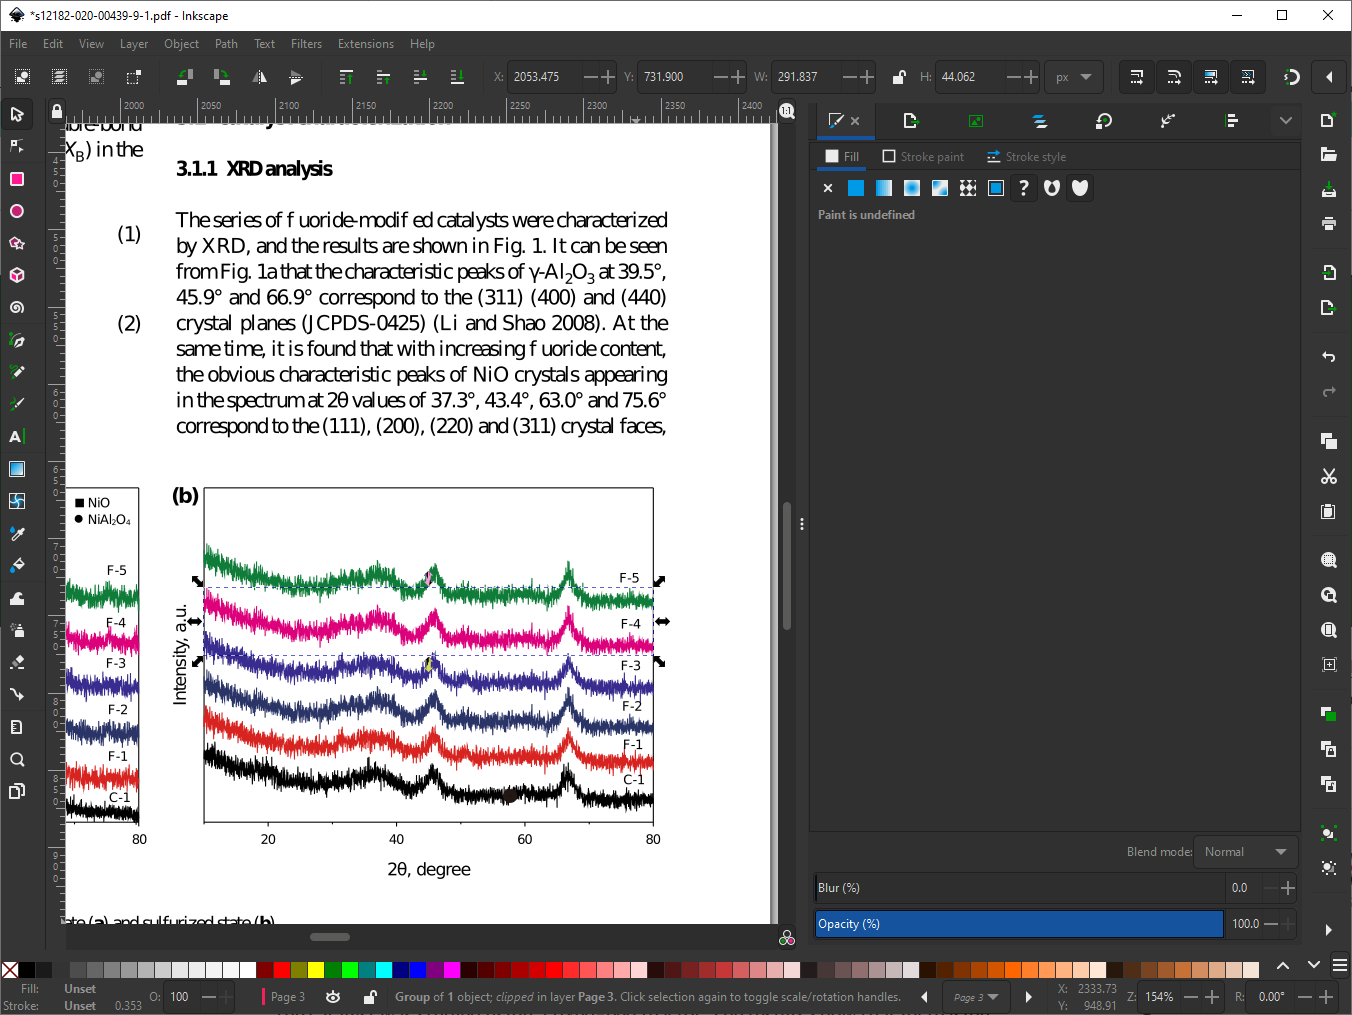 *s12182-020-00439-9-1.pdf - Inkscape
File Edit View Layer Object Path Text Filters Extensions Help
X: 2053.475 Y: 731.900 W: 291.837 H: 44.062 px
2000 2050 2100 2150 2200 2250 2300 2350 2400
1:1
(X_B) in the
3.1.1 XRD analysis
The series of f uoride-modif ed catalysts were characterized
(1)
by XRD, and the results are shown in Fig. 1. It can be seen
from Fig. 1a that the characteristic peaks of γ-Al₂O₃ at 39.5°,
45.9° and 66.9° correspond to the (311) (400) and (440)
(2)
crystal planes (JCPDS-0425) (Li and Shao 2008). At the
same time, it is found that with increasing f uoride content,
the obvious characteristic peaks of NiO crystals appearing
in the spectrum at 2θ values of 37.3°, 43.4°, 63.0° and 75.6°
correspond to the (111), (200), (220) and (311) crystal faces,
NiO
NiAl₂O₄
F-5
F-4
F-3
F-2
F-1
C-1
80
(b)
Intensity, a.u.
F-5
F-4
F-3
F-2
F-1
C-1
20 40 60 80
2θ, degree
ate (a) and sulfurized state (b)
Fill
Stroke paint
Stroke style
Paint is undefined
Blend mode: Normal
Blur (%) 0.0
Opacity (%) 100.0
Fill: Unset
Stroke: Unset 0.353
O: 100
Page 3
Group of 1 object; clipped in layer Page 3. Click selection again to toggle scale/rotation handles.
Page 3
X: 2333.73
Y: 948.91
Z: 154%
R: 0.00°